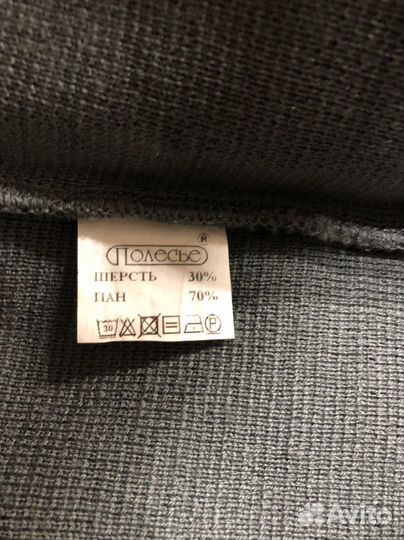 Полесье ®
ШЕРСТЬ 30%
ПАН 70%
30 P
Avito